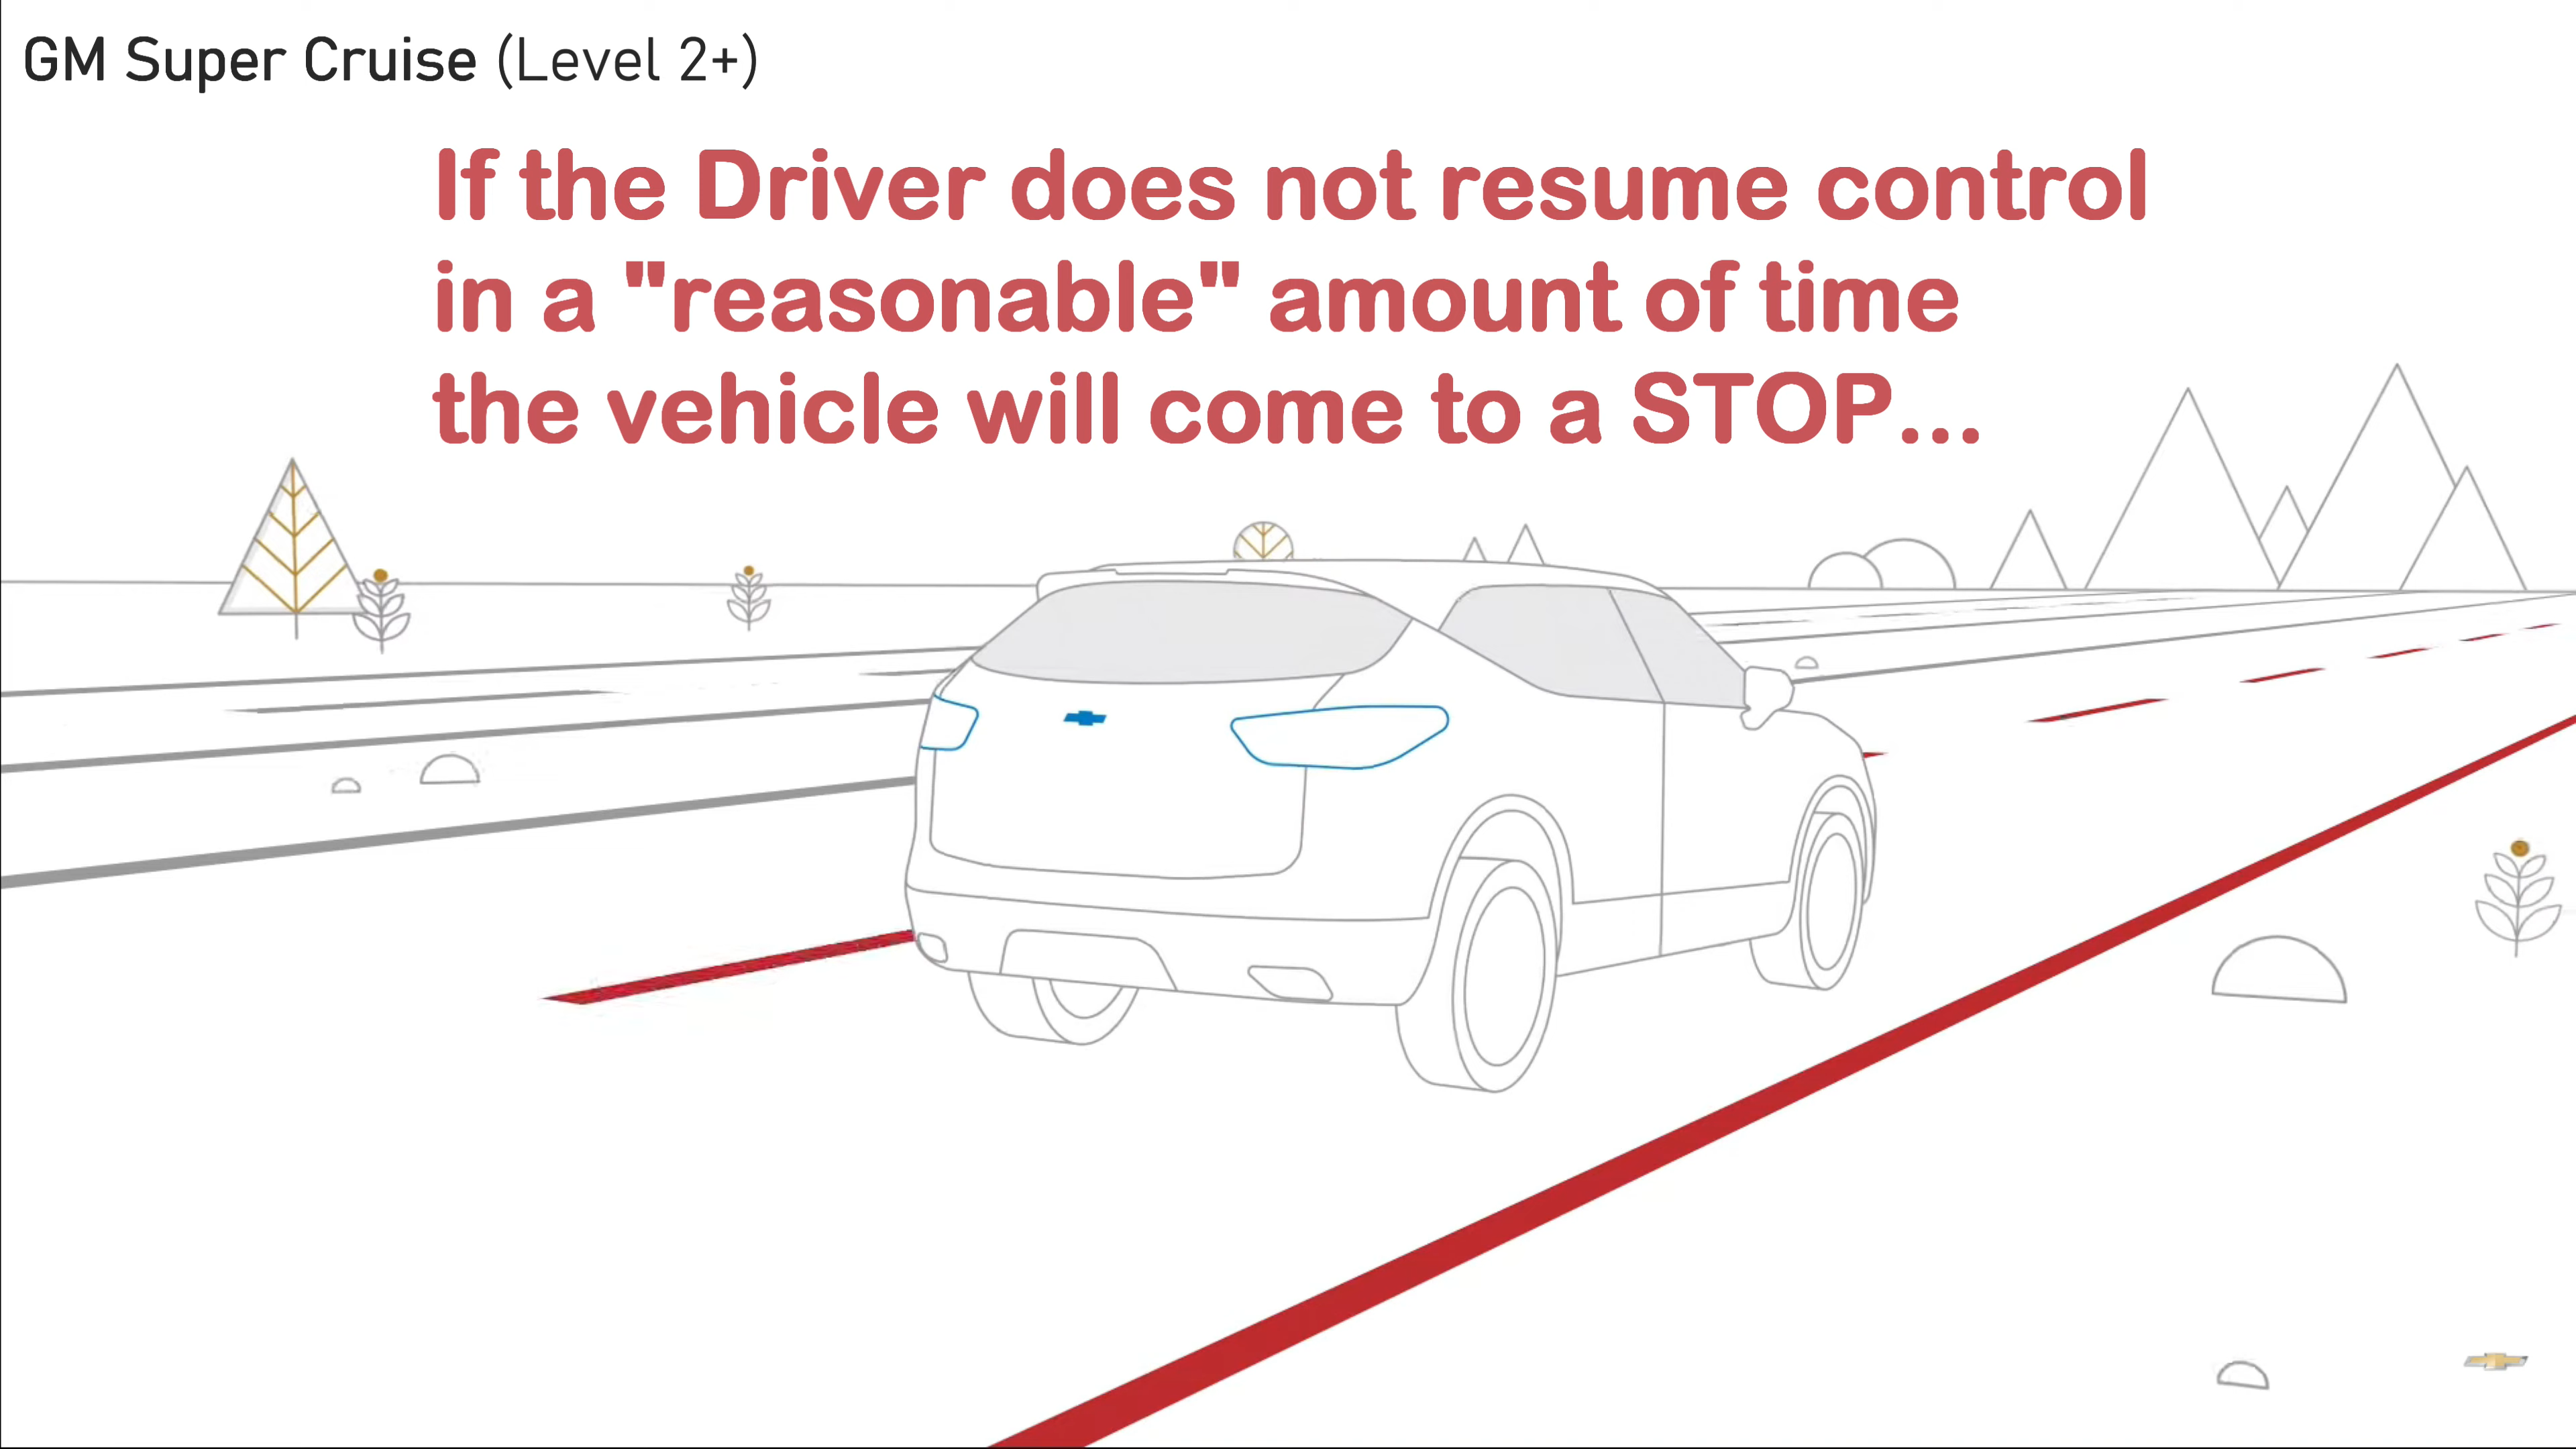 GM Super Cruise (Level 2+)
If the Driver does not resume control
in a "reasonable" amount of time
the vehicle will come to a STOP...